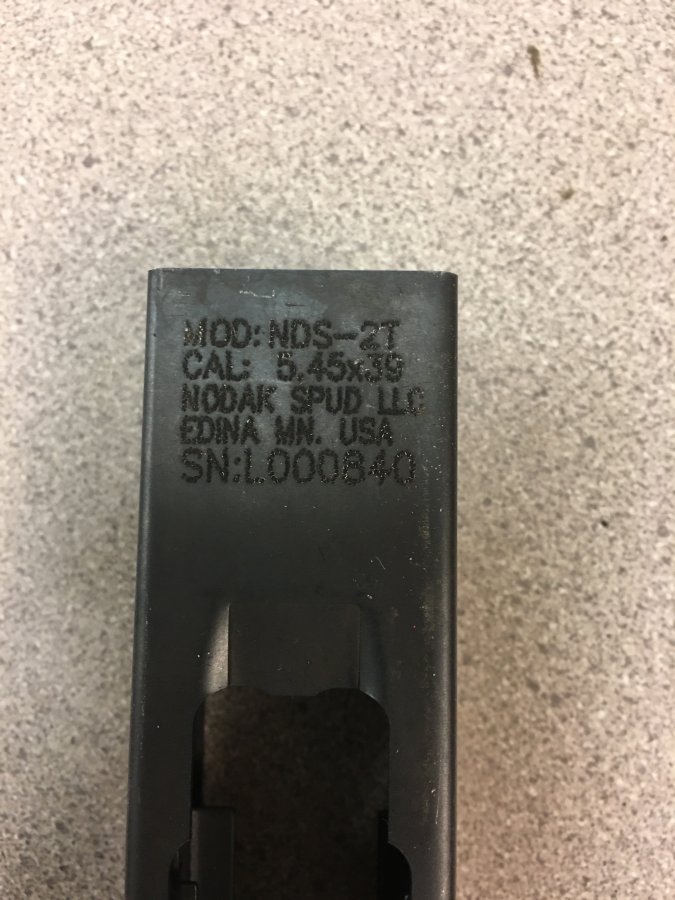 MOD: NDS-2T
CAL: 5.45x39
NODAK SPUD LLC
EDINA MN. USA
SN:L000840